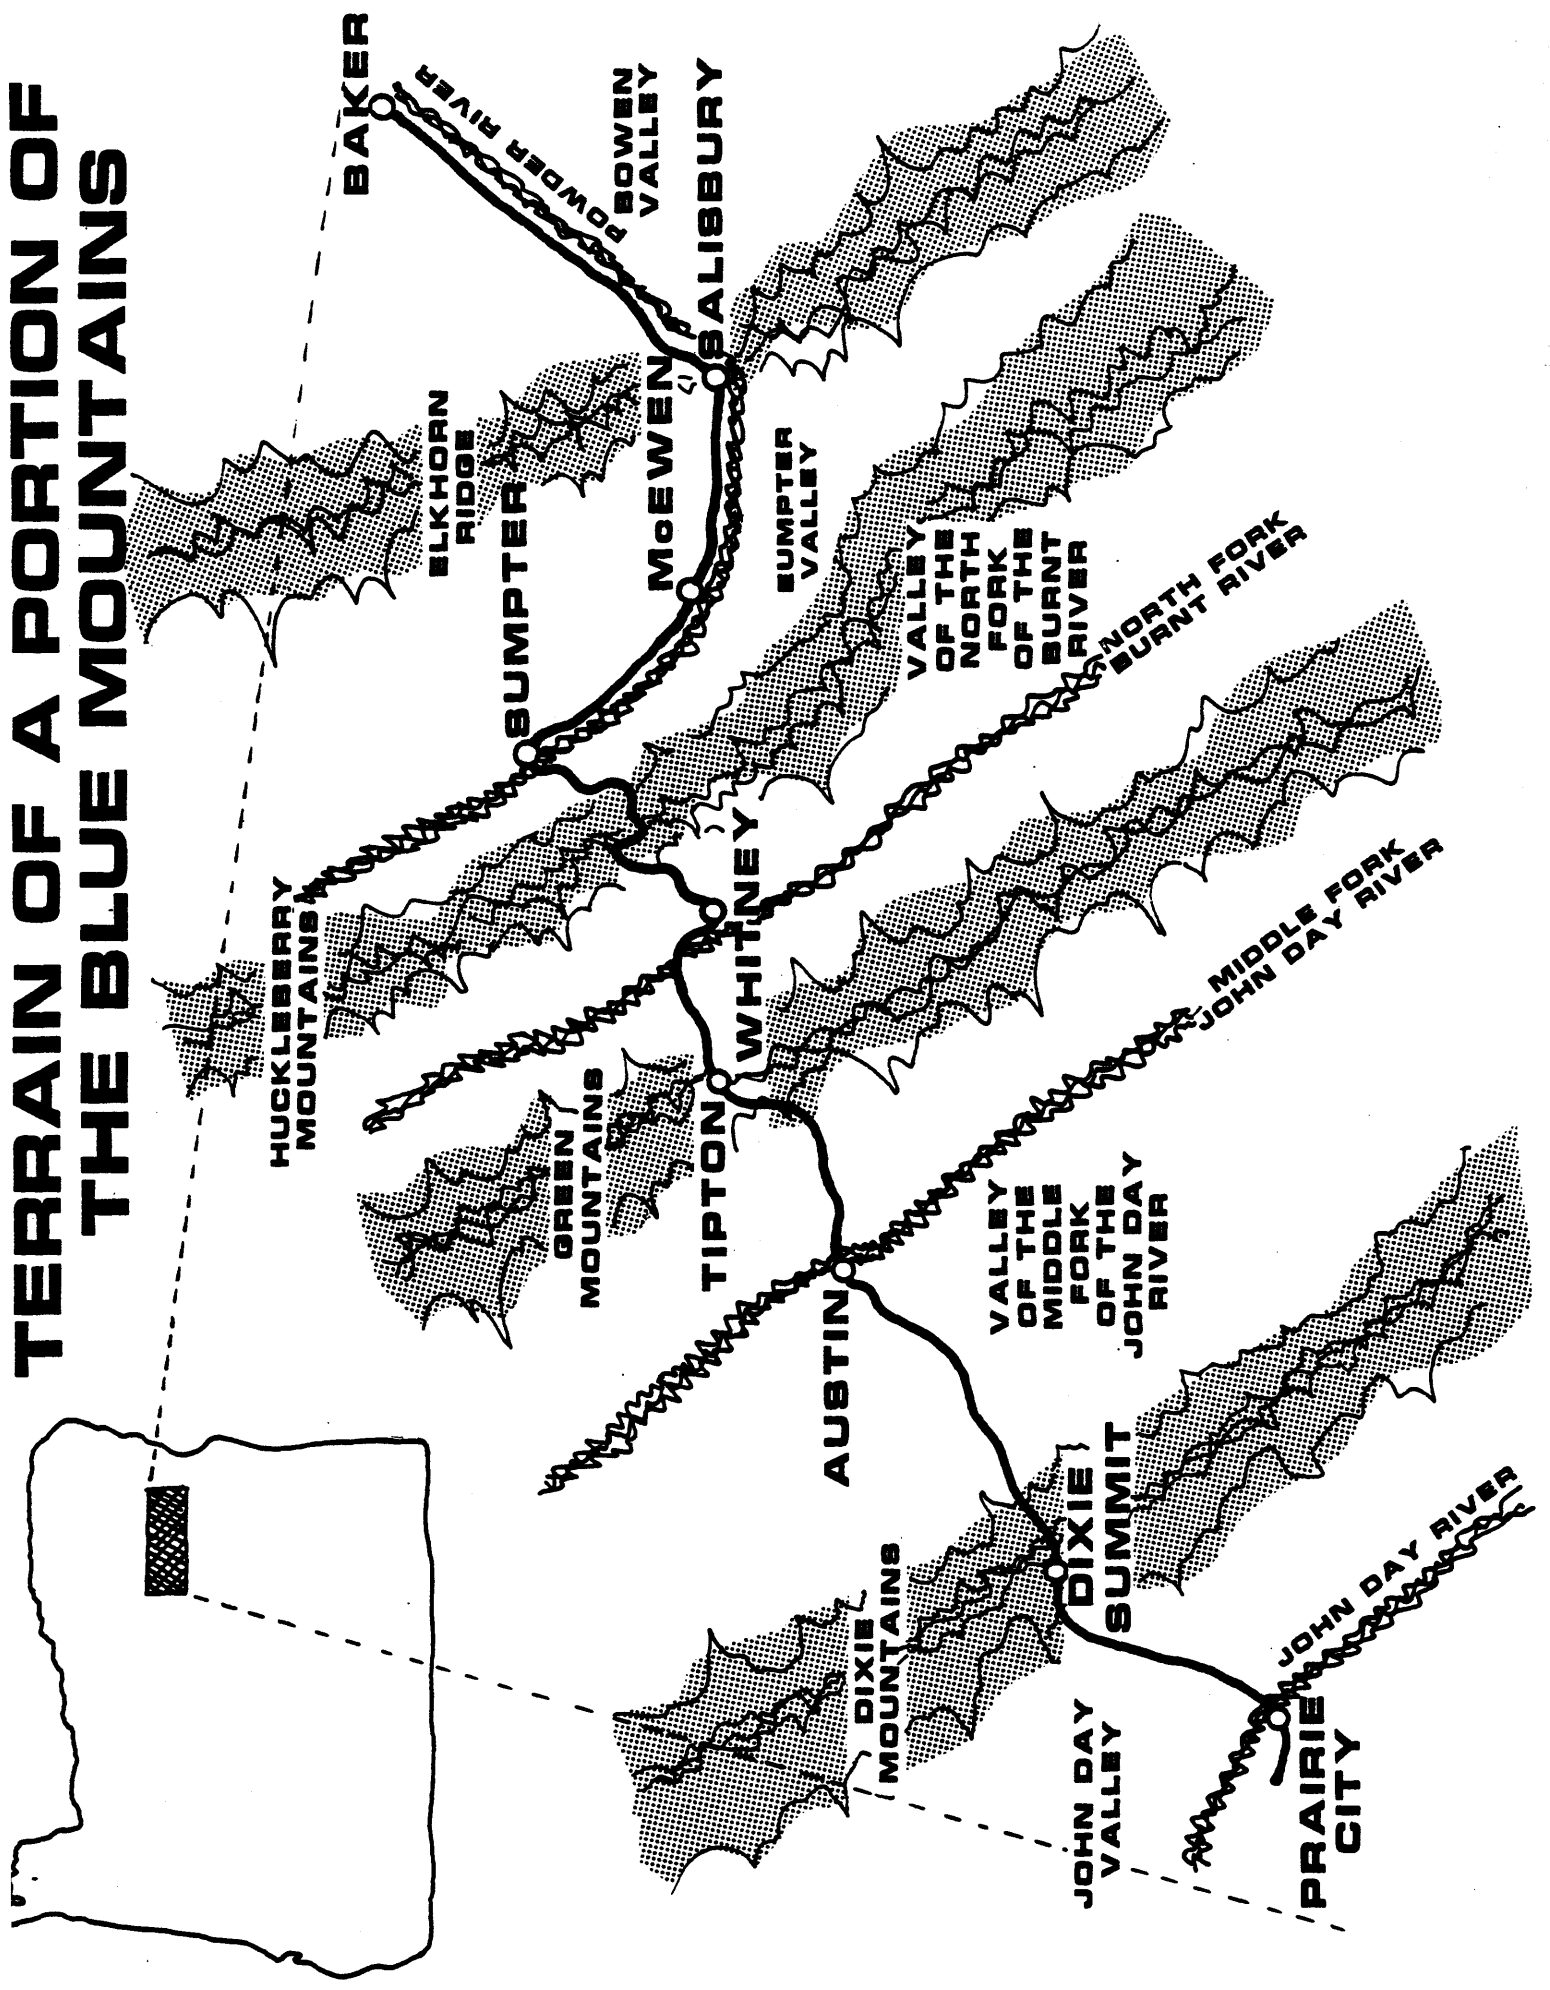 TERRAIN OF A PORTION OF
THE BLUE MOUNTAINS
BAKER
POWDER RIVER
BOWEN
VALLEY
SALISBURY
ELKHORN
RIDGE
McEWEN
SUMPTER
SUMPTER
VALLEY
HUCKLEBERRY
MOUNTAINS
VALLEY
OF THE
NORTH
FORK
OF THE
BURNT
RIVER
NORTH FORK
BURNT RIVER
WHITNEY
GREEN
MOUNTAINS
TIPTON
MIDDLE FORK
JOHN DAY RIVER
AUSTIN
VALLEY
OF THE
MIDDLE
FORK
OF THE
JOHN DAY
RIVER
DIXIE
MOUNTAINS
DIXIE
SUMMIT
JOHN DAY
VALLEY
JOHN DAY RIVER
PRAIRIE
CITY